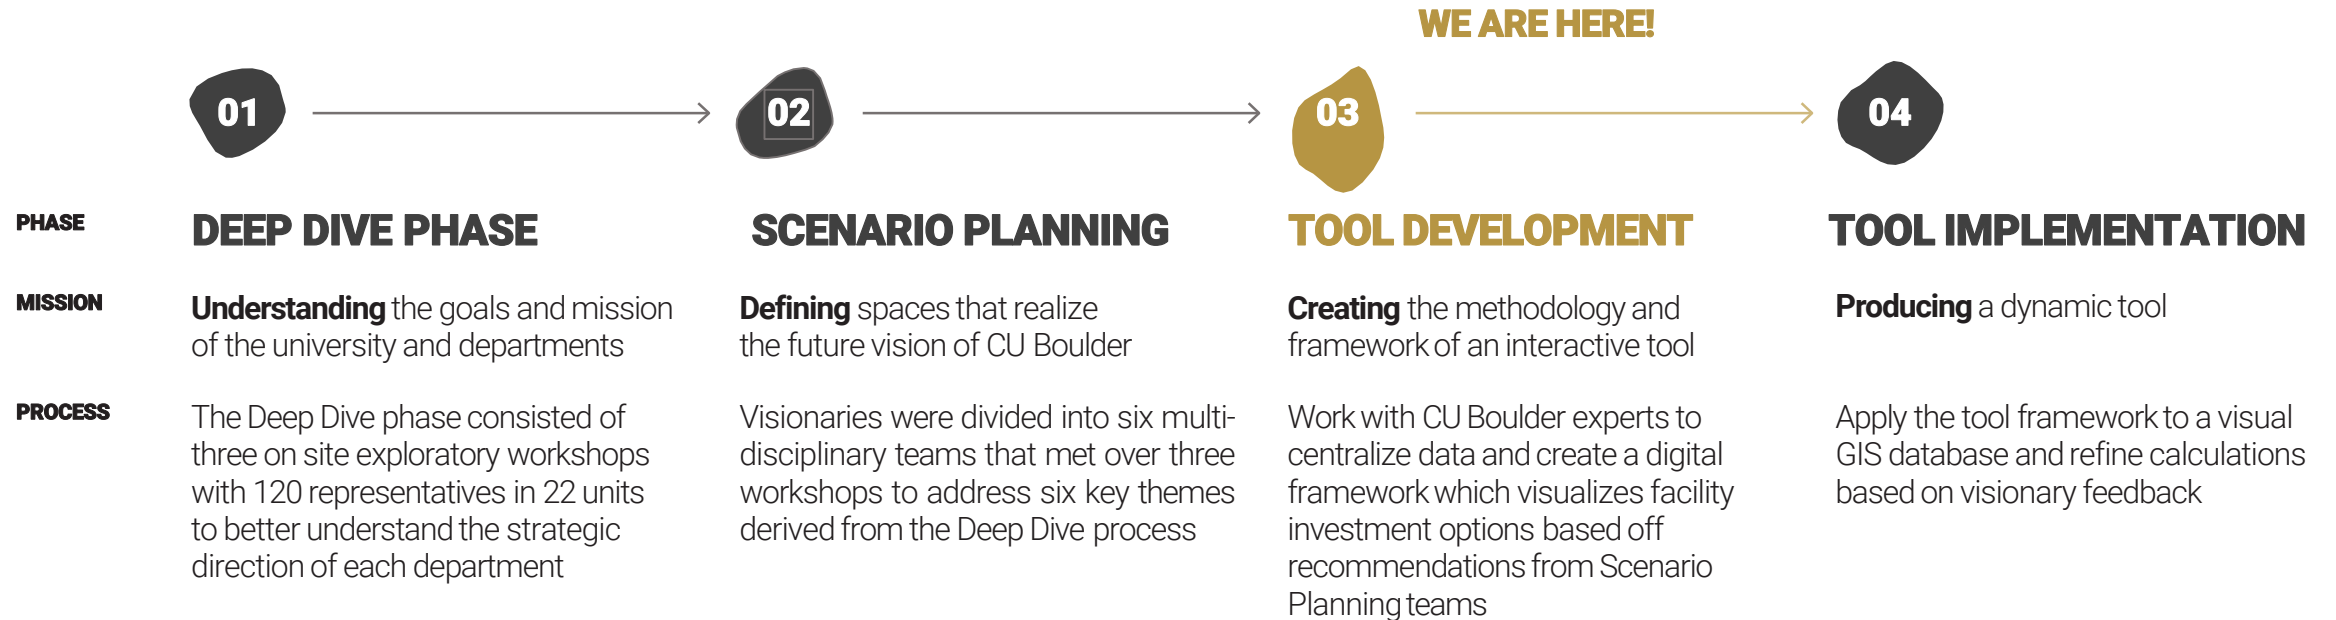 WE ARE HERE!
01
02
03
04
PHASE
DEEP DIVE PHASE
SCENARIO PLANNING
TOOL DEVELOPMENT
TOOL IMPLEMENTATION
MISSION
Understanding the goals and mission
of the university and departments
Defining spaces that realize
the future vision of CU Boulder
Creating the methodology and
framework of an interactive tool
Producing a dynamic tool
PROCESS
The Deep Dive phase consisted of
three on site exploratory workshops
with 120 representatives in 22 units
to better understand the strategic
direction of each department
Visionaries were divided into six multi-
disciplinary teams that met over three
workshops to address six key themes
derived from the Deep Dive process
Work with CU Boulder experts to
centralize data and create a digital
framework which visualizes facility
investment options based off
recommendations from Scenario
Planning teams
Apply the tool framework to a visual
GIS database and refine calculations
based on visionary feedback